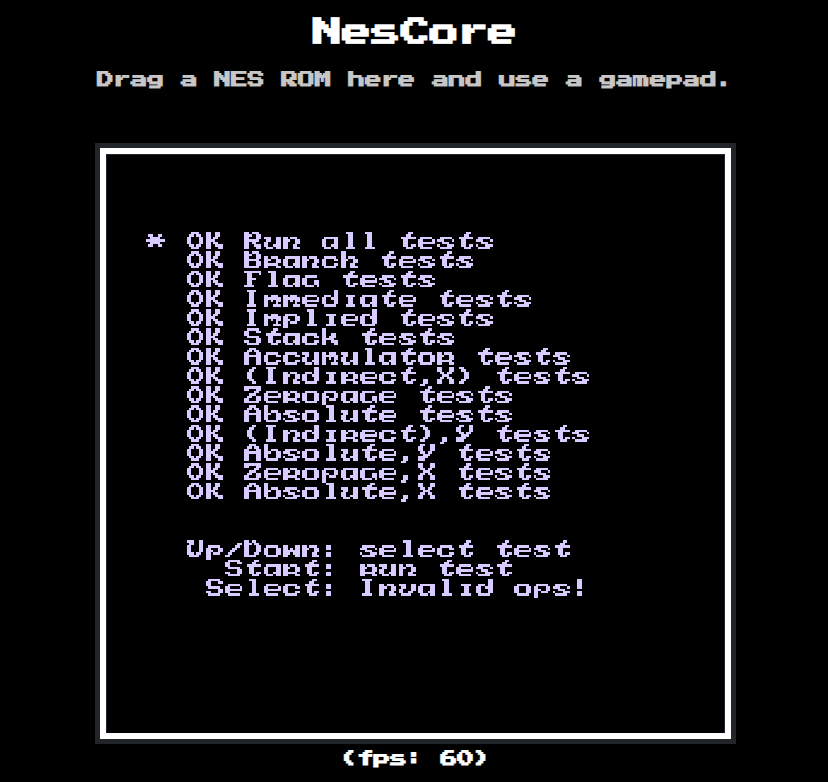 NesCore
Drag a NES ROM here and use a gamepad.
* OK Run all tests
OK Branch tests
OK Flag tests
OK Immediate tests
OK Implied tests
OK Stack tests
OK Accumulator tests
OK (Indirect,X) tests
OK Zeropage tests
OK Absolute tests
OK (Indirect),Y tests
OK Absolute,Y tests
OK Zeropage,X tests
OK Absolute,X tests
Up/Down: select test
Start: run test
Select: Invalid ops!
(fps: 60)